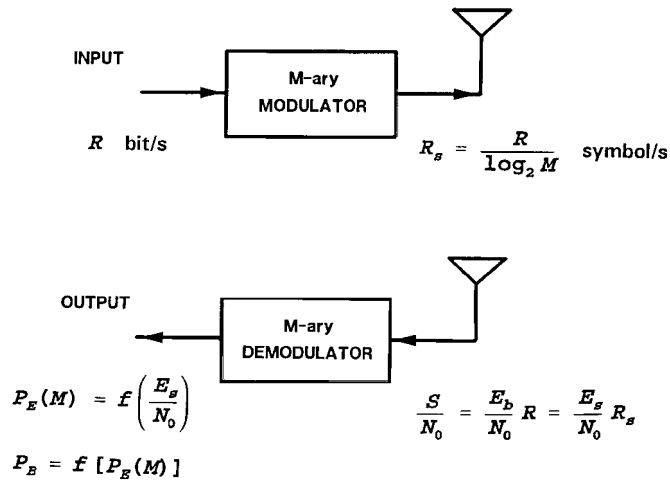 INPUT
M-ary
MODULATOR
R bit/s
R_s = R / log_2 M symbol/s
OUTPUT
M-ary
DEMODULATOR
P_E(M) = f(E_s / N_0)
S / N_0 = E_b / N_0 R = E_s / N_0 R_s
P_B = f [P_E(M)]